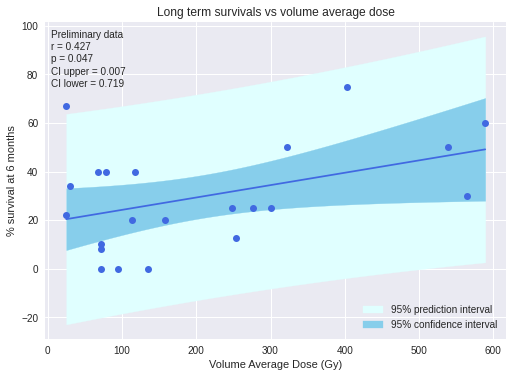 Long term survivals vs volume average dose
Preliminary data
r = 0.427
p = 0.047
CI upper = 0.007
CI lower = 0.719
100
80
60
40
20
0
−20
% survival at 6 months
95% prediction interval
95% confidence interval
0 100 200 300 400 500 600
Volume Average Dose (Gy)